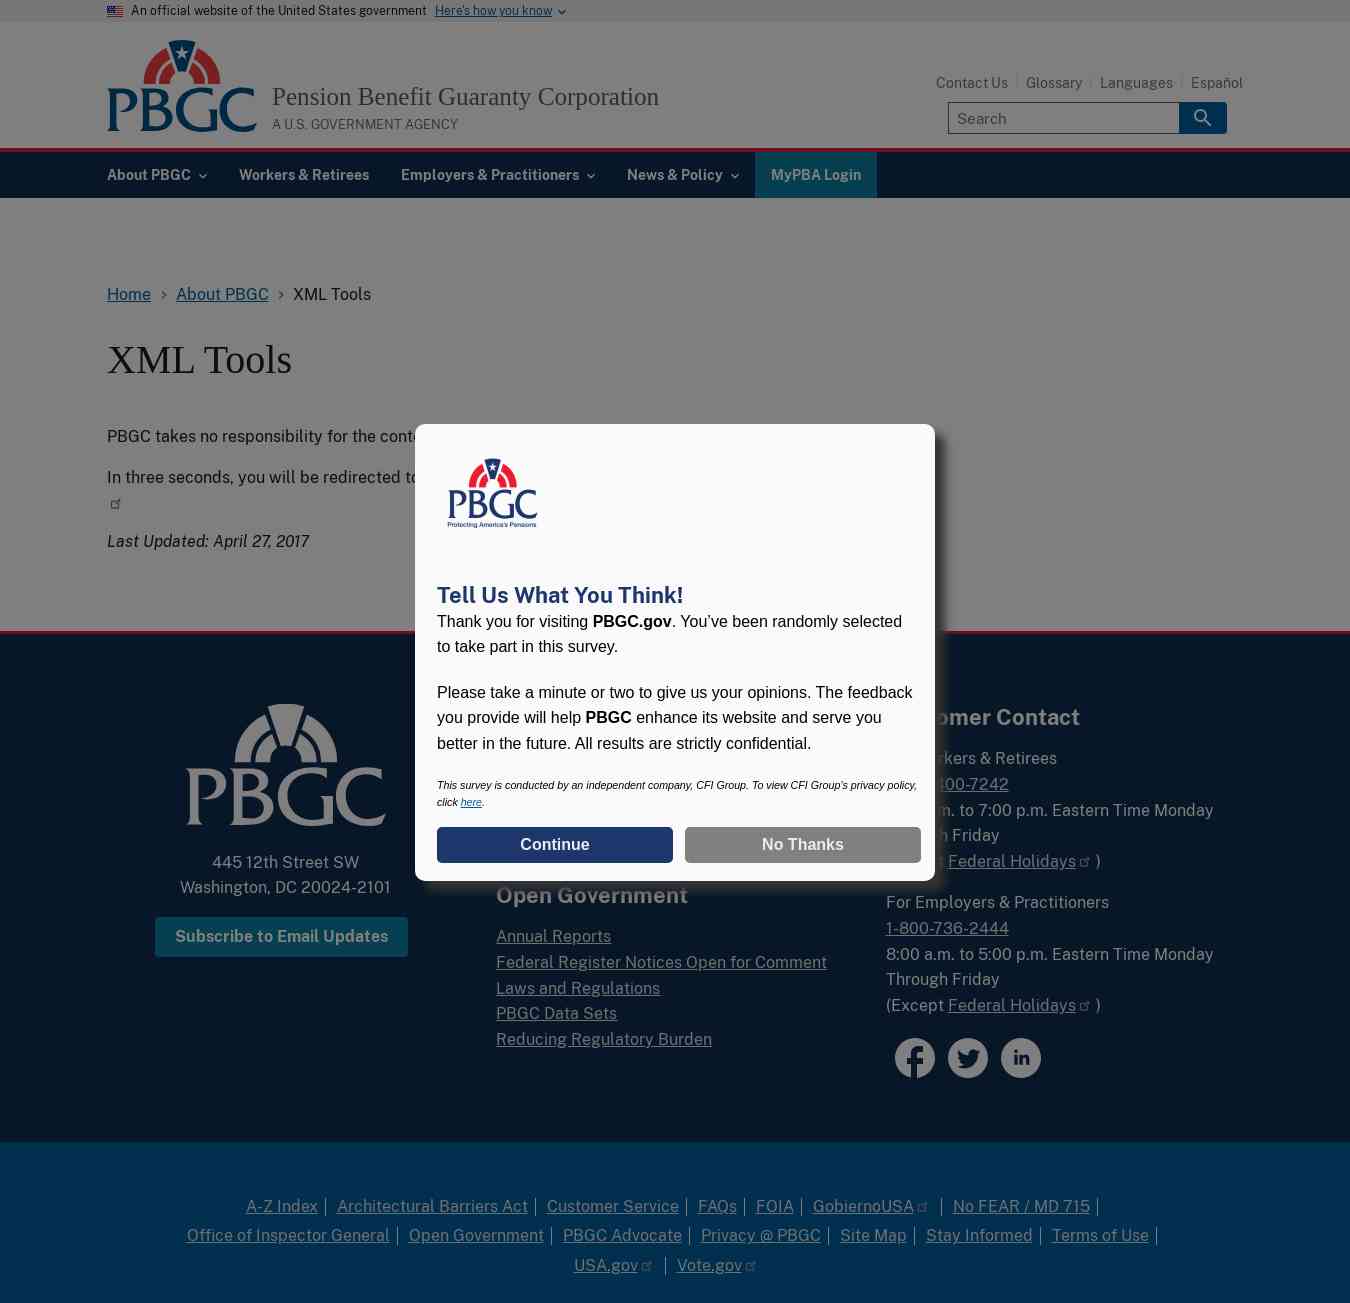 An official website of the United States government Here's how you know
PBGC
Pension Benefit Guaranty Corporation
A U.S. GOVERNMENT AGENCY
Contact Us Glossary Languages Español
Search
About PBGC Workers & Retirees Employers & Practitioners News & Policy MyPBA Login
Home About PBGC XML Tools
XML Tools
PBGC takes no responsibility for the
In three seconds, you will be redirected
Last Updated: April 27, 2017
PBGC
Protecting America's Pensions
Tell Us What You Think!
Thank you for visiting PBGC.gov. You’ve been randomly selected
to take part in this survey.
Please take a minute or two to give us your opinions. The feedback
you provide will help PBGC enhance its website and serve you
better in the future. All results are strictly confidential.
This survey is conducted by an independent company, CFI Group. To view CFI Group's privacy policy,
click here.
Continue No Thanks
PBGC
445 12th Street SW
Washington, DC 20024-2101
Subscribe to Email Updates
Open Government
Annual Reports
Federal Register Notices Open for Comment
Laws and Regulations
PBGC Data Sets
Reducing Regulatory Burden
Contact
& Retirees
400-7242
to 7:00 p.m. Eastern Time Monday
Friday
Federal Holidays )
For Employers & Practitioners
1-800-736-2444
8:00 a.m. to 5:00 p.m. Eastern Time Monday
Through Friday
(Except Federal Holidays )
in
A-Z Index Architectural Barriers Act Customer Service FAQs FOIA GobiernoUSA No FEAR / MD 715
Office of Inspector General Open Government PBGC Advocate Privacy @ PBGC Site Map Stay Informed Terms of Use
USA.gov Vote.gov